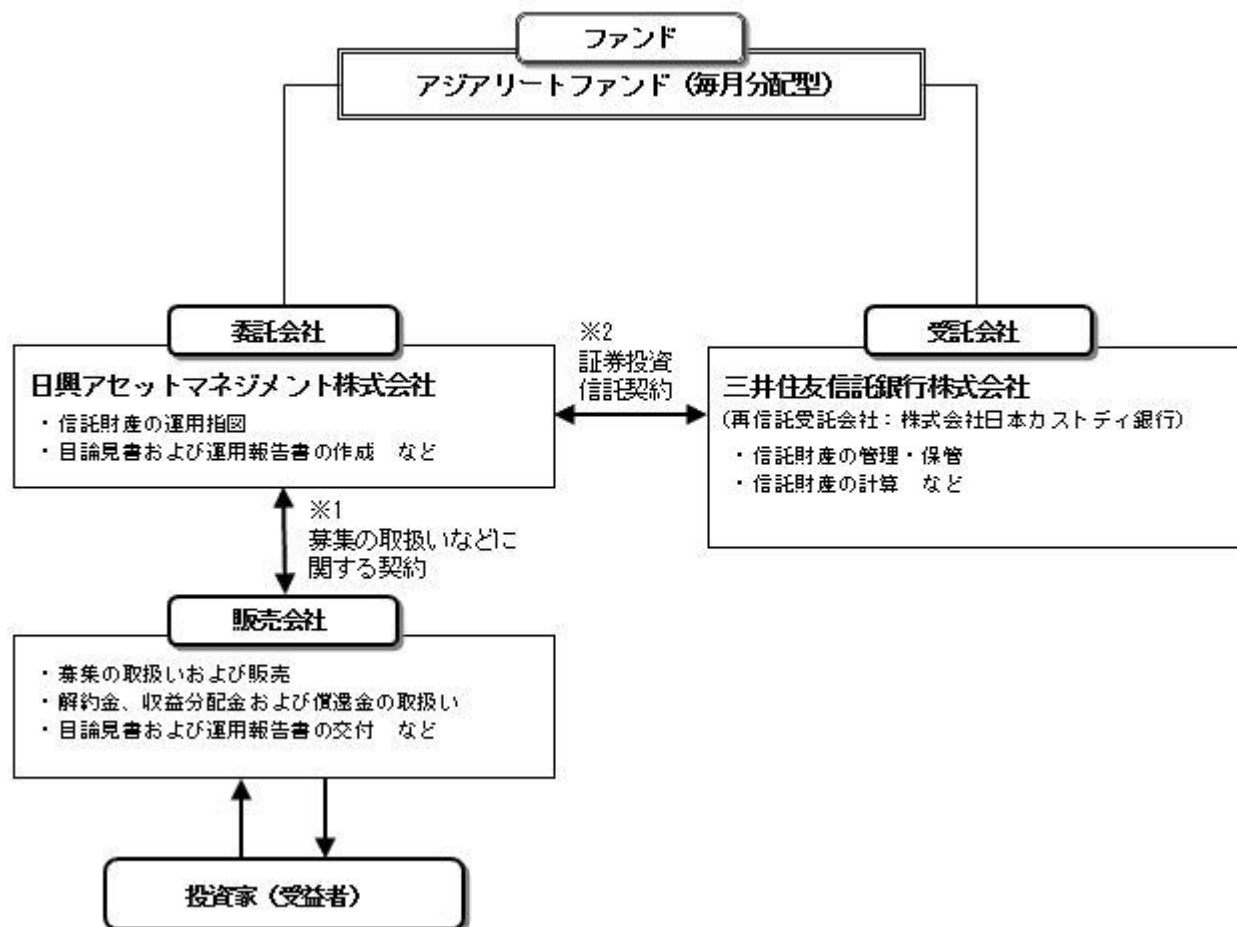 ファンド
アジアリートファンド（毎月分配型）
委託会社
日興アセットマネジメント株式会社
・信託財産の運用指図
・目論見書および運用報告書の作成　など
※2
証券投資
信託契約
受託会社
三井住友信託銀行株式会社
（再信託受託会社：株式会社日本カストディ銀行）
・信託財産の管理・保管
・信託財産の計算　など
※1
募集の取扱いなどに
関する契約
販売会社
・募集の取扱いおよび販売
・解約金、収益分配金および償還金の取扱い
・目論見書および運用報告書の交付　など
投資家（受益者）